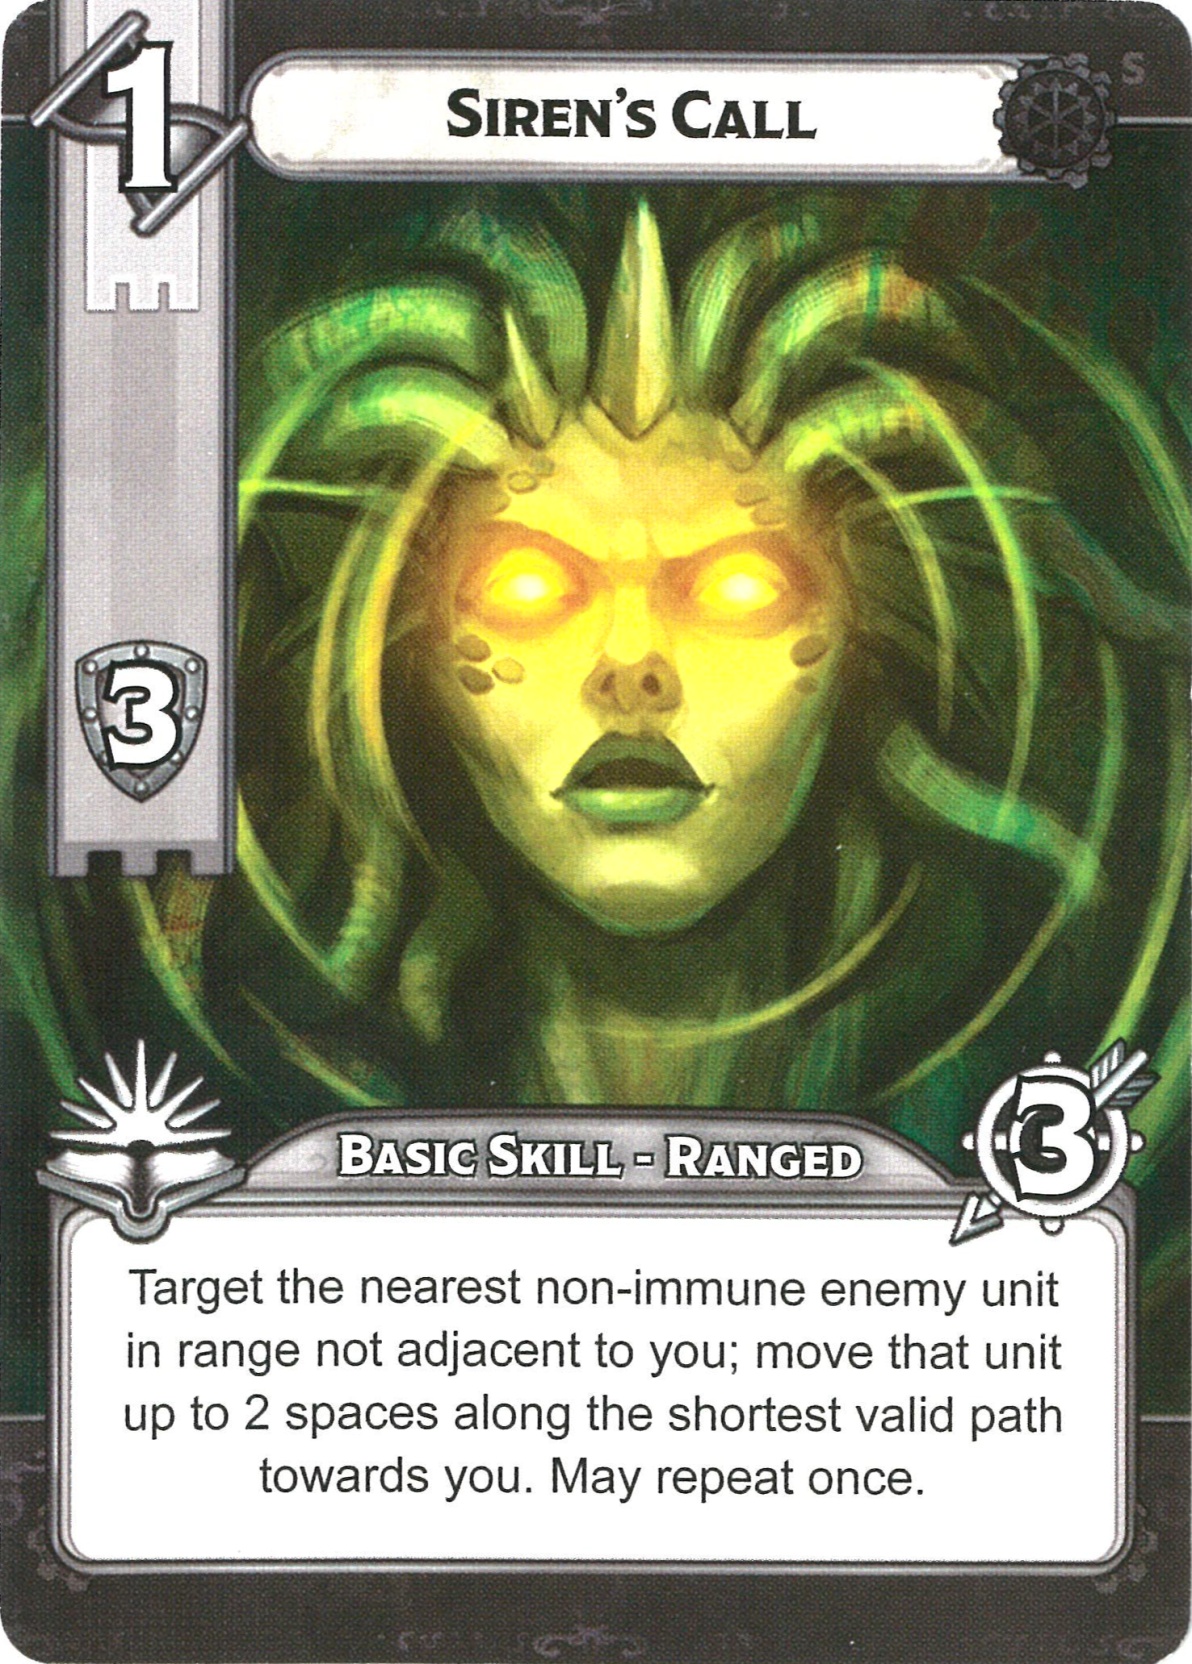 1
SIREN'S CALL
S
3
BASIC SKILL - RANGED
3
Target the nearest non-immune enemy unit
in range not adjacent to you; move that unit
up to 2 spaces along the shortest valid path
towards you. May repeat once.